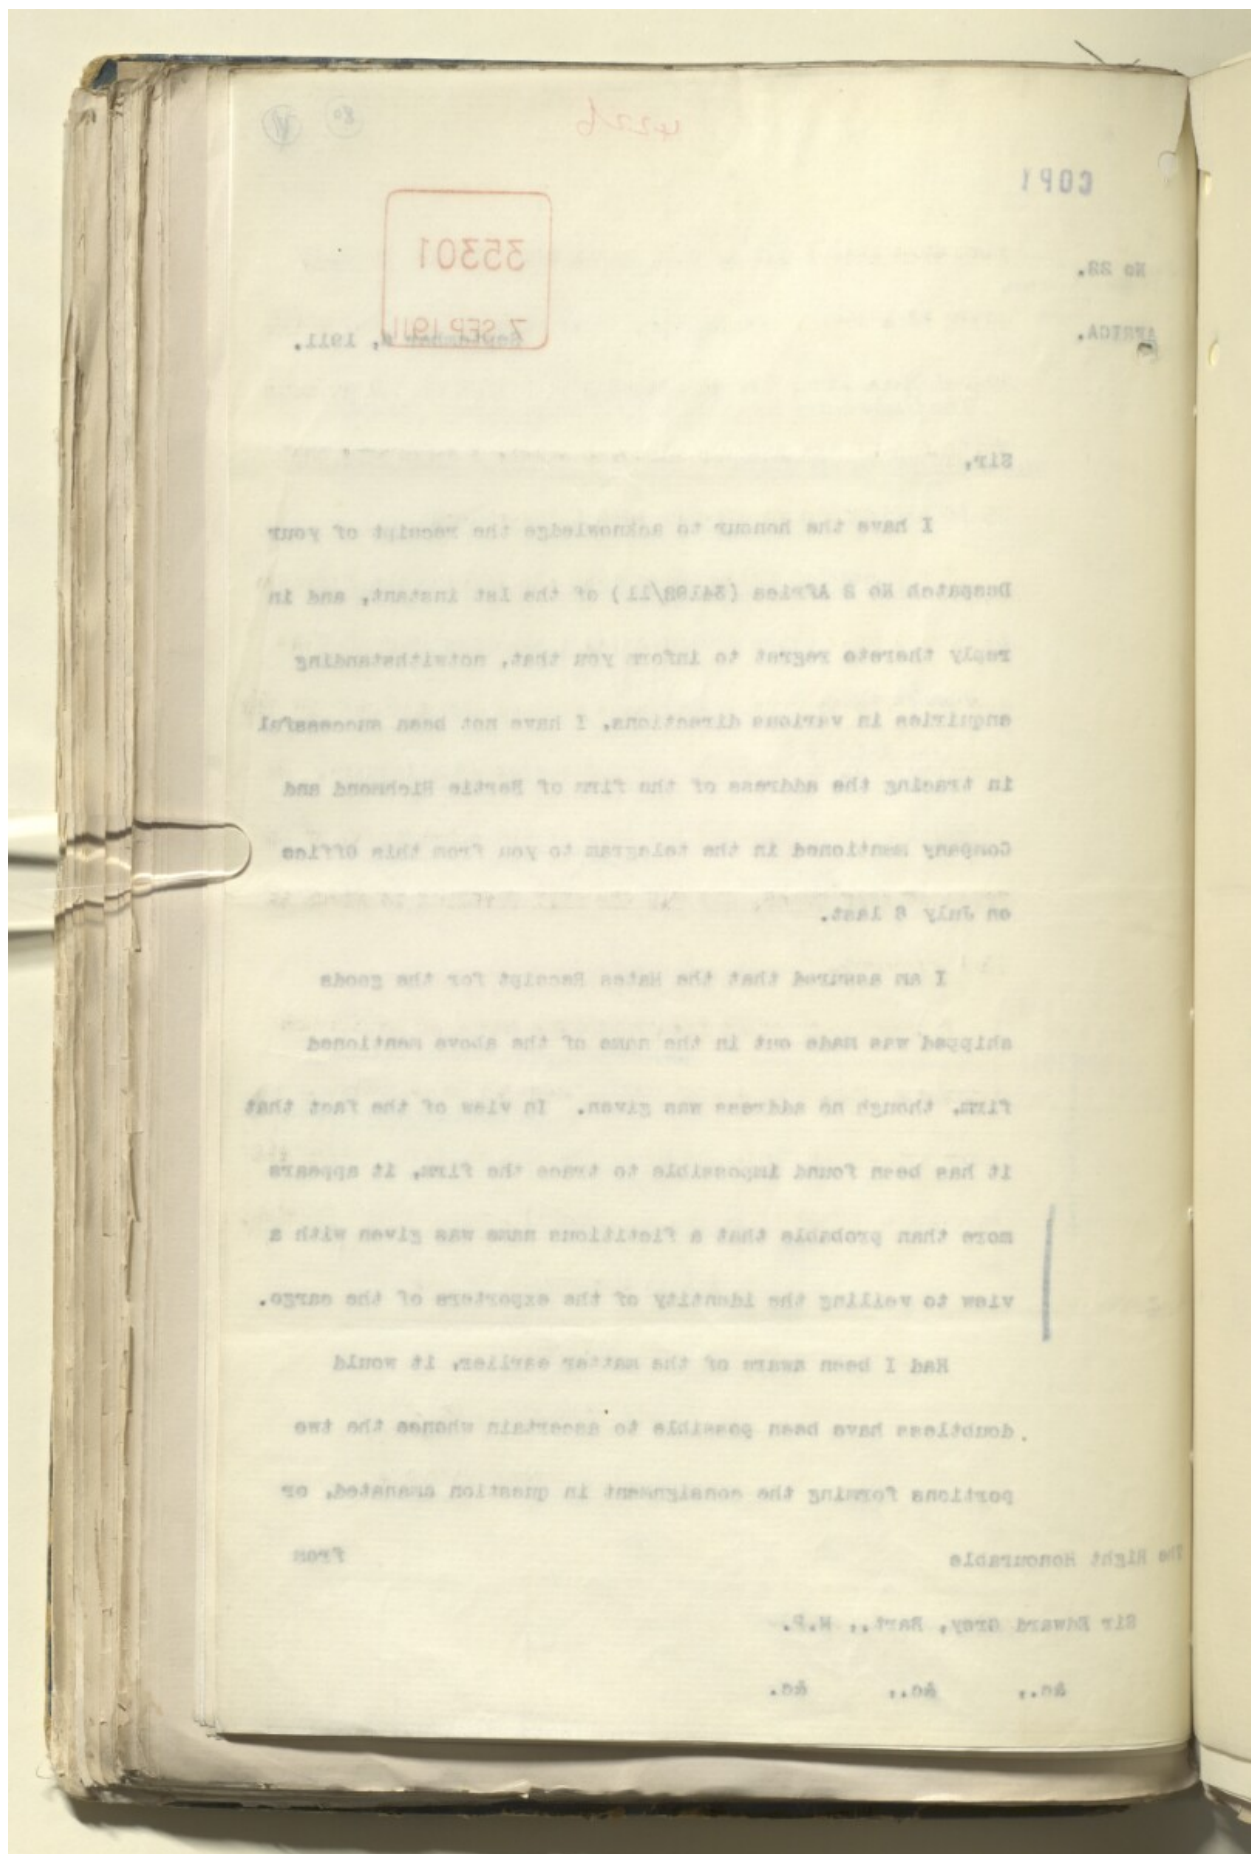 4226
80
COPY
35301
7 SEP 1911
No 22.
AFRICA.
September , 1911.
Sir,
I have the honour to acknowledge the receipt of your
Despatch No 2 Africa (34192/11) of the 1st instant, and in
reply thereto regret to inform you that, notwithstanding
enquiries in various directions, I have not been successful
in tracing the address of the firm of Bertie Richmond and
Company mentioned in the telegram to you from this Office
on July 8 last.
I am assured that the Mates Receipt for the goods
shipped was made out in the name of the above mentioned
firm, though no address was given. In view of the fact that
it has been found impossible to trace the firm, it appears
more than probable that a fictitious name was given with a
view to veiling the identity of the exporters of the cargo.
Had I been aware of the matter earlier, it would
doubtless have been possible to ascertain whence the two
portions forming the consignment in question emanated, or
from
The Right Honourable
Sir Edward Grey, Bart., M.P.
&c., &c., &c.